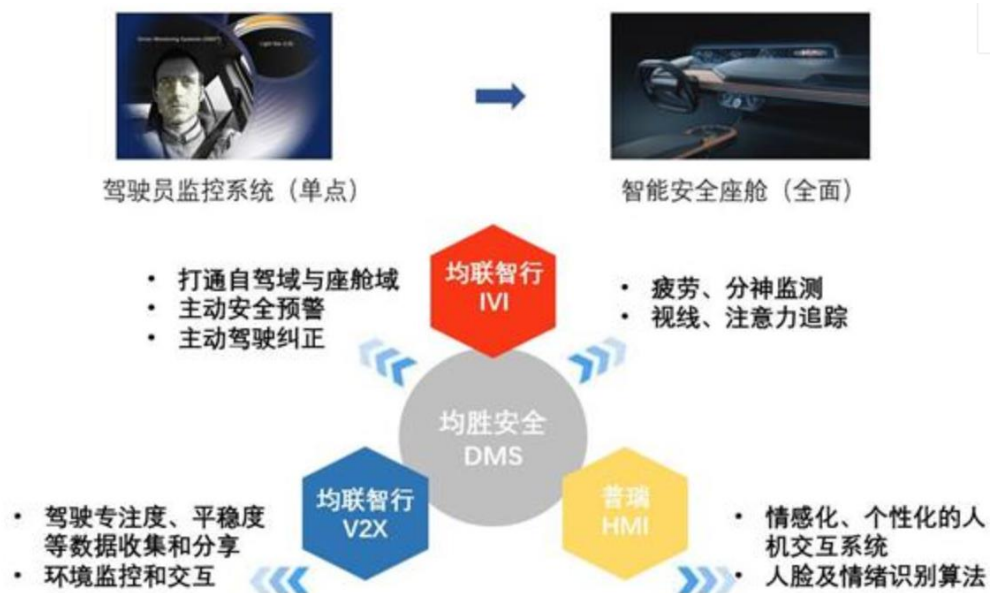 驾驶员监控系统（单点）
智能安全座舱（全面）
均联智行
IVI
• 打通自驾域与座舱域
• 主动安全预警
• 主动驾驶纠正
• 疲劳、分神监测
• 视线、注意力追踪
均胜安全
DMS
均联智行
V2X
普瑞
HMI
• 驾驶专注度、平稳度
等数据收集和分享
• 环境监控和交互
• 情感化、个性化的人
机交互系统
• 人脸及情绪识别算法